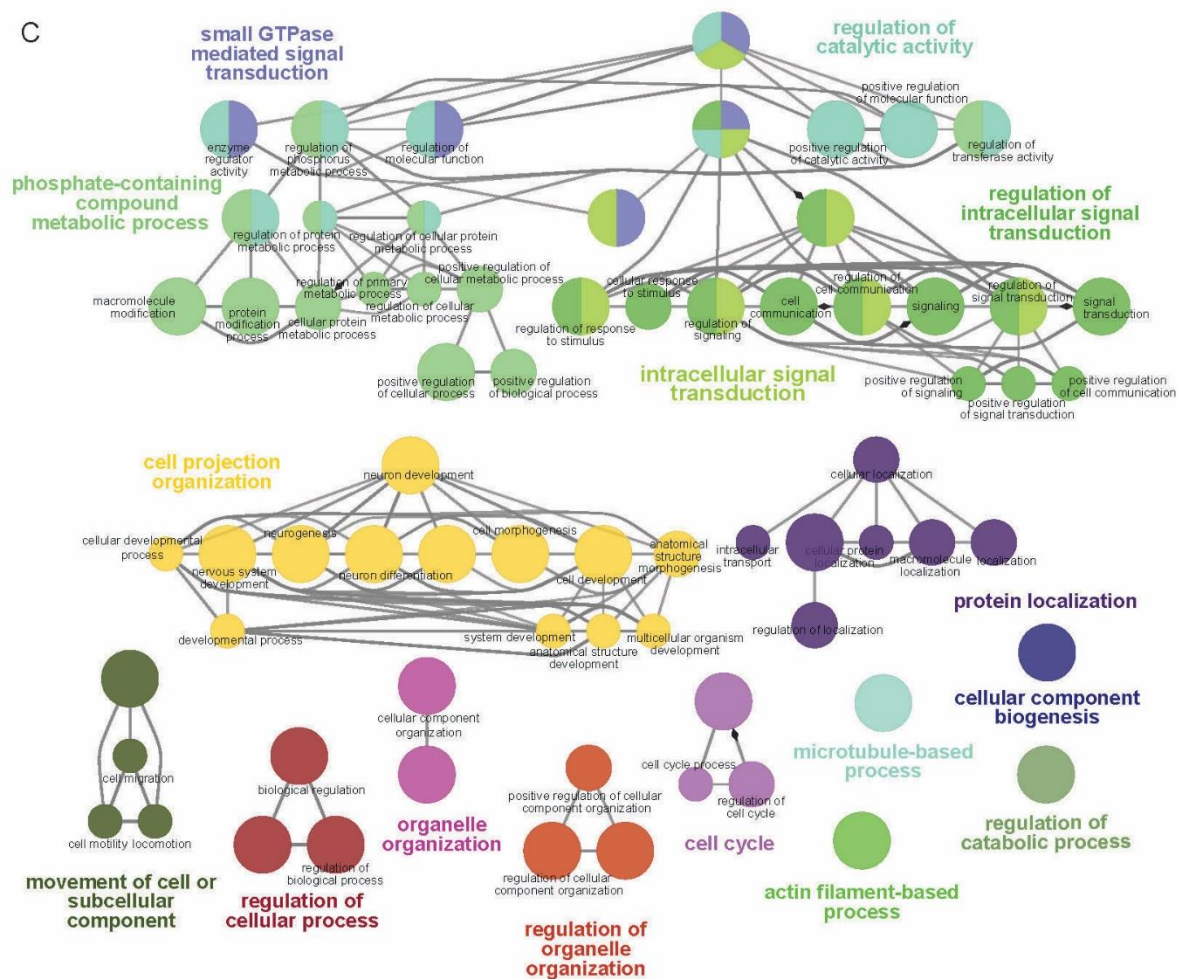 C
small GTPase
mediated signal
transduction
regulation of
catalytic activity
positive regulation
of molecular function
enzyme
regulator
activity
regulation of
phosphorus metabolic process
regulation of
molecular function
positive regulation
of catalytic activity
regulation of
transferase activity
phosphate-containing
compound
metabolic process
regulation of
intracellular signal
transduction
regulation of protein
metabolic process
regulation of cellular protein
metabolic process
macromolecule
modification
protein
modification
process
regulation of primary
metabolic process
cellular protein
metabolic process
regulation of cellular
metabolic process
positive regulation of
cellular metabolic process
cellular response
to stimulus
regulation of response
to stimulus
regulation of
signaling
cell
communication
regulation of
cell communication
signaling
regulation of
signal transduction
signal
transduction
positive regulation
of cellular process
positive regulation
of biological process
intracellular signal
transduction
positive regulation
of signaling
positive regulation
of signal transduction
positive regulation
of cell communication
cell projection
organization
neuron development
cellular developmental
process
neurogenesis
nervous system
development
neuron differentiation
cell morphogenesis
cell development
anatomical
structure
morphogenesis
developmental process
system development
anatomical structure
development
multicellular organism
development
cellular localization
intracellular
transport
cellular protein
localization
macromolecule
localization
localization
regulation of localization
protein localization
cellular component
biogenesis
cell migration
cell motility
locomotion
movement of cell or
subcellular
component
biological regulation
regulation of
biological process
regulation of
cellular process
cellular component
organization
organelle
organization
positive regulation of cellular
component organization
regulation of cellular
component organization
regulation of
organelle
organization
cell cycle process
regulation of
cell cycle
cell cycle
microtubule-based
process
actin filament-based
process
regulation of
catabolic process